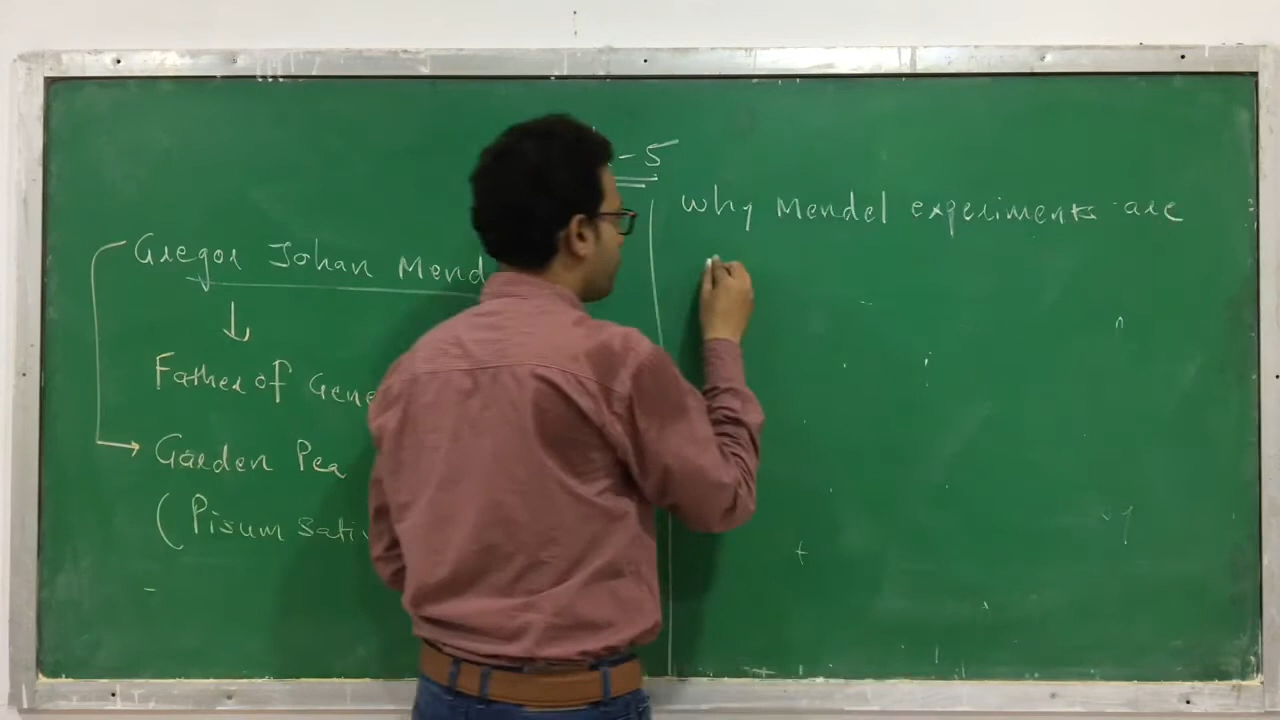 -5
Gregor Johan Mend
Father of Gene
Garden Pea
(Pisum Sati
why Mendel experiments are